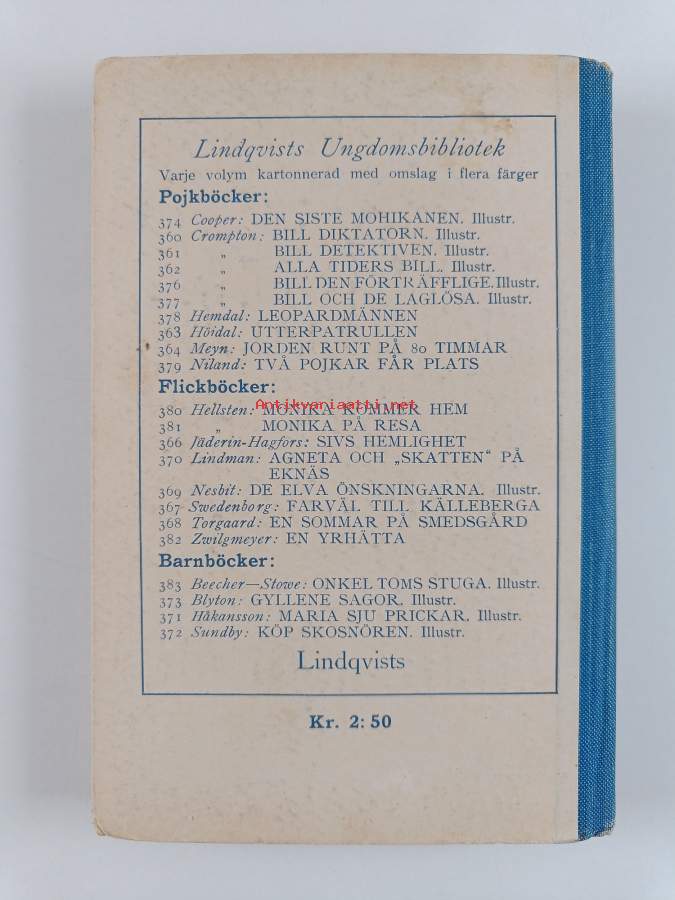 Lindqvists Ungdomsbibliotek
Varje volym kartonnerad med omslag i flera färger
Pojkböcker:
374 Cooper: DEN SISTE MOHIKANEN. Illustr.
360 Crompton: BILL DIKTATORN. Illustr.
361 „ BILL DETEKTIVEN. Illustr.
362 „ ALLA TIDERS BILL. Illustr.
376 „ BILL DEN FÖRTRÄFFLIGE. Illustr.
377 „ BILL OCH DE LAGLÖSA. Illustr.
378 Hemdal: LEOPARDMÄNNEN
363 Höidal: UTTERPATRULLEN
364 Meyn: JORDEN RUNT PÅ 80 TIMMAR
379 Niland: TVÅ POJKAR FÅR PLATS
Flickböcker:
Antikvariaatti.net
380 Hellsten: MONIKA KOMMER HEM
381 „ MONIKA PÅ RESA
366 Jäderin-Hagfors: SIVS HEMLIGHET
370 Lindman: AGNETA OCH „SKATTEN“ PÅ
EKNÄS
369 Nesbit: DE ELVA ÖNSKNINGARNA. Illustr.
367 Swedenborg: FARVÄL TILL KÄLLEBERGA
368 Torgaard: EN SOMMAR PÅ SMEDSGÅRD
382 Zwilgmeyer: EN YRHÄTTA
Barnböcker:
383 Beecher—Stowe: ONKEL TOMS STUGA. Illustr.
373 Blyton: GYLLENE SAGOR. Illustr.
371 Håkansson: MARIA SJU PRICKAR. Illustr.
372 Sundby: KÖP SKOSNÖREN. Illustr.
Lindqvists
Kr. 2:50